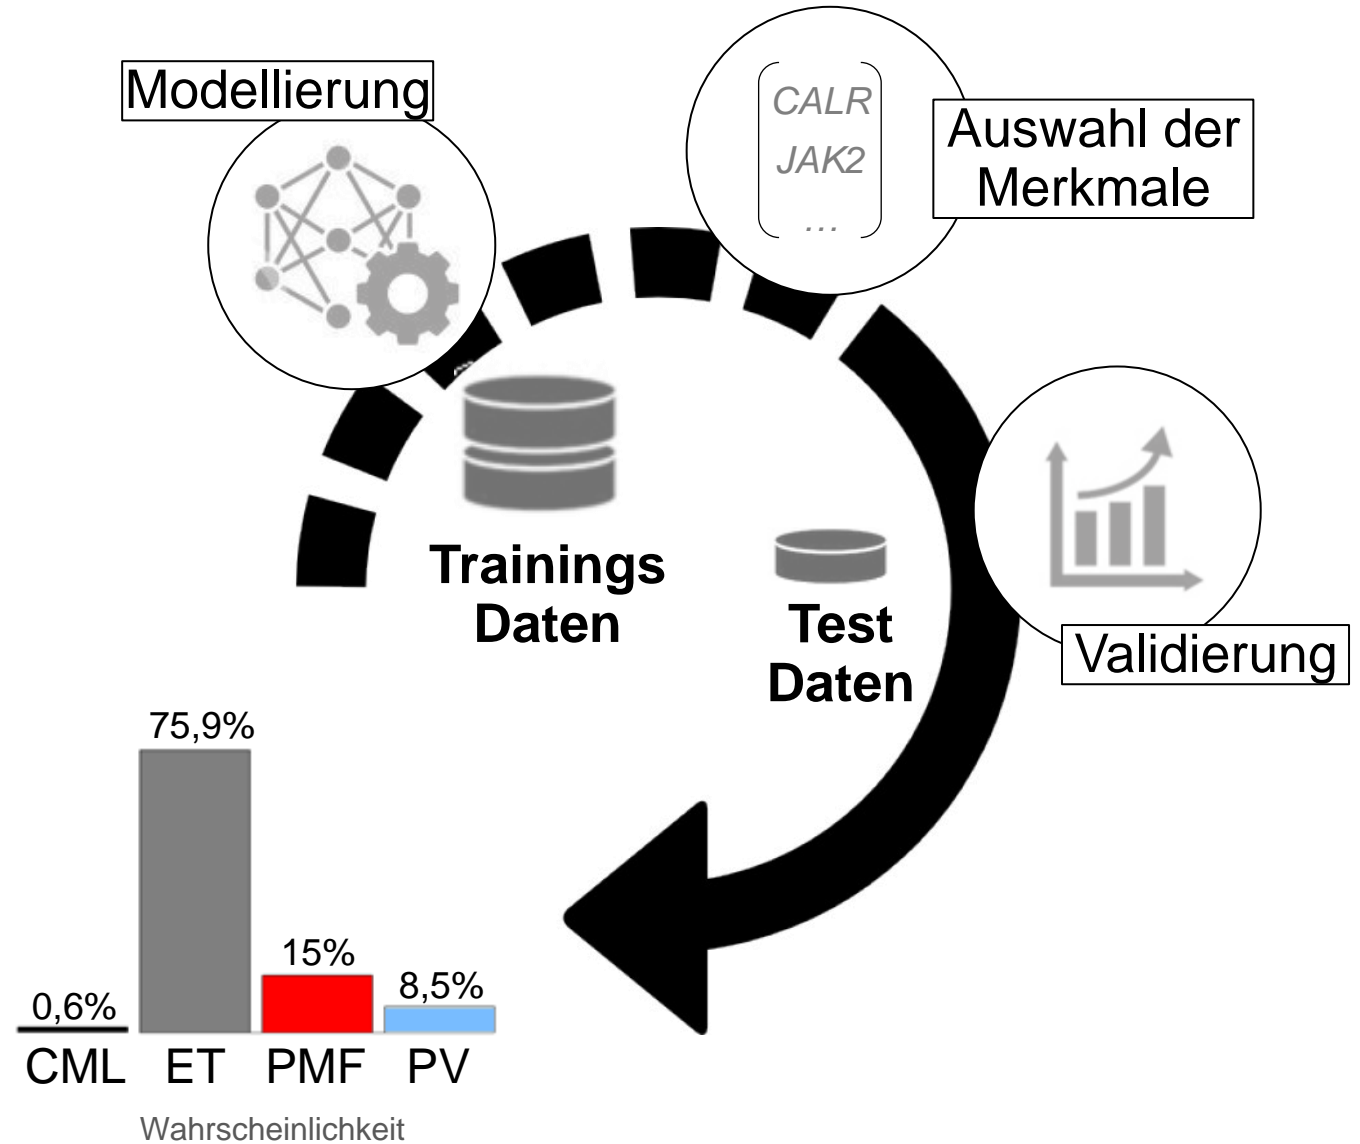 Modellierung
CALR
JAK2
...
Auswahl der
Merkmale
Trainings
Daten
Test
Daten
Validierung
75,9%
15%
8,5%
0,6%
CML ET PMF PV
Wahrscheinlichkeit